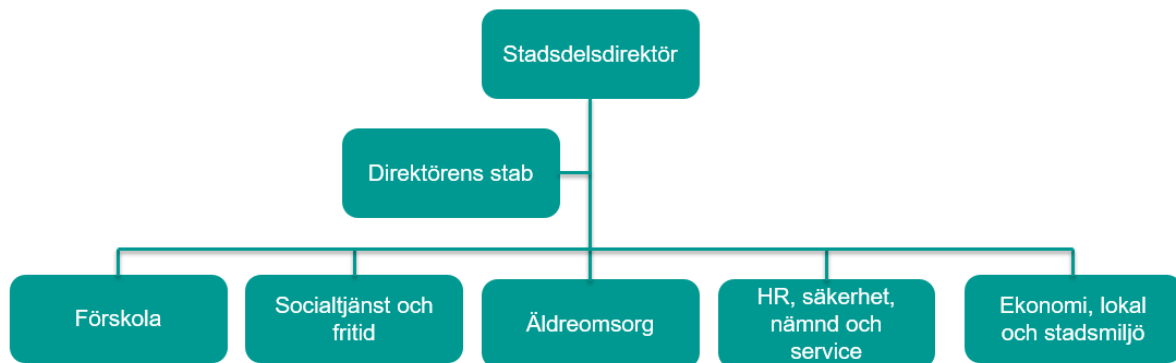 Stadsdelsdirektör
Direktörens stab
Förskola
Socialtjänst och
fritid
Äldreomsorg
HR, säkerhet,
nämnd och
service
Ekonomi, lokal
och stadsmiljö